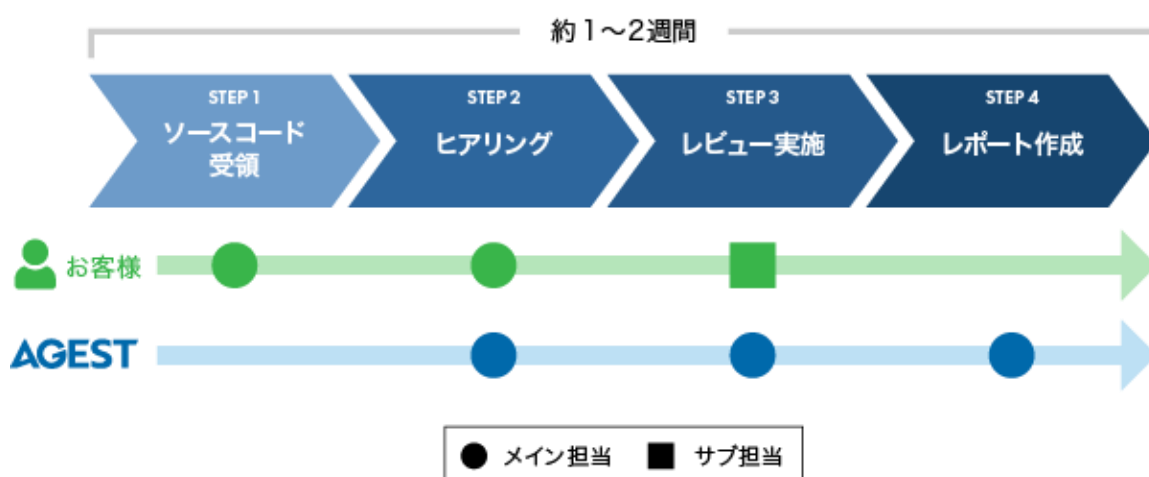 約1～2週間
STEP 1
ソースコード
受領
STEP 2
ヒアリング
STEP 3
レビュー実施
STEP 4
レポート作成
お客様
AGEST
メイン担当 サブ担当